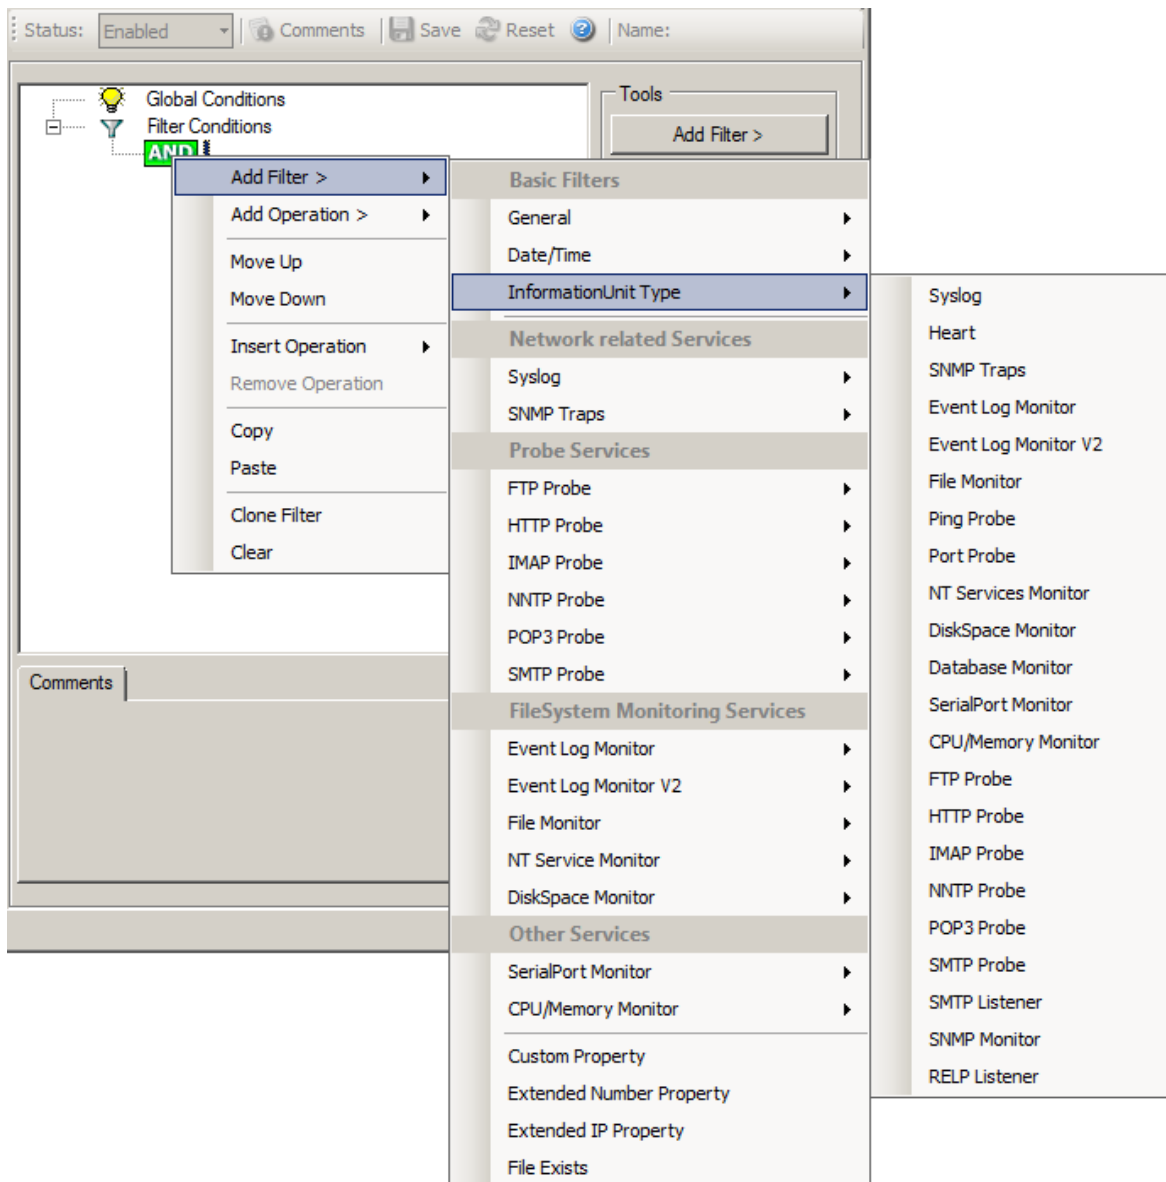 Status: Enabled Comments Save Reset Name:
Global Conditions
Filter Conditions
AND
Tools
Add Filter >
Add Filter >
Add Operation >
Move Up
Move Down
Insert Operation
Remove Operation
Copy
Paste
Clone Filter
Clear
Comments
Basic Filters
General
Date/Time
InformationUnit Type
Network related Services
Syslog
SNMP Traps
Probe Services
FTP Probe
HTTP Probe
IMAP Probe
NNTP Probe
POP3 Probe
SMTP Probe
FileSystem Monitoring Services
Event Log Monitor
Event Log Monitor V2
File Monitor
NT Service Monitor
DiskSpace Monitor
Other Services
SerialPort Monitor
CPU/Memory Monitor
Custom Property
Extended Number Property
Extended IP Property
File Exists
Syslog
Heart
SNMP Traps
Event Log Monitor
Event Log Monitor V2
File Monitor
Ping Probe
Port Probe
NT Services Monitor
DiskSpace Monitor
Database Monitor
SerialPort Monitor
CPU/Memory Monitor
FTP Probe
HTTP Probe
IMAP Probe
NNTP Probe
POP3 Probe
SMTP Probe
SMTP Listener
SNMP Monitor
RELP Listener